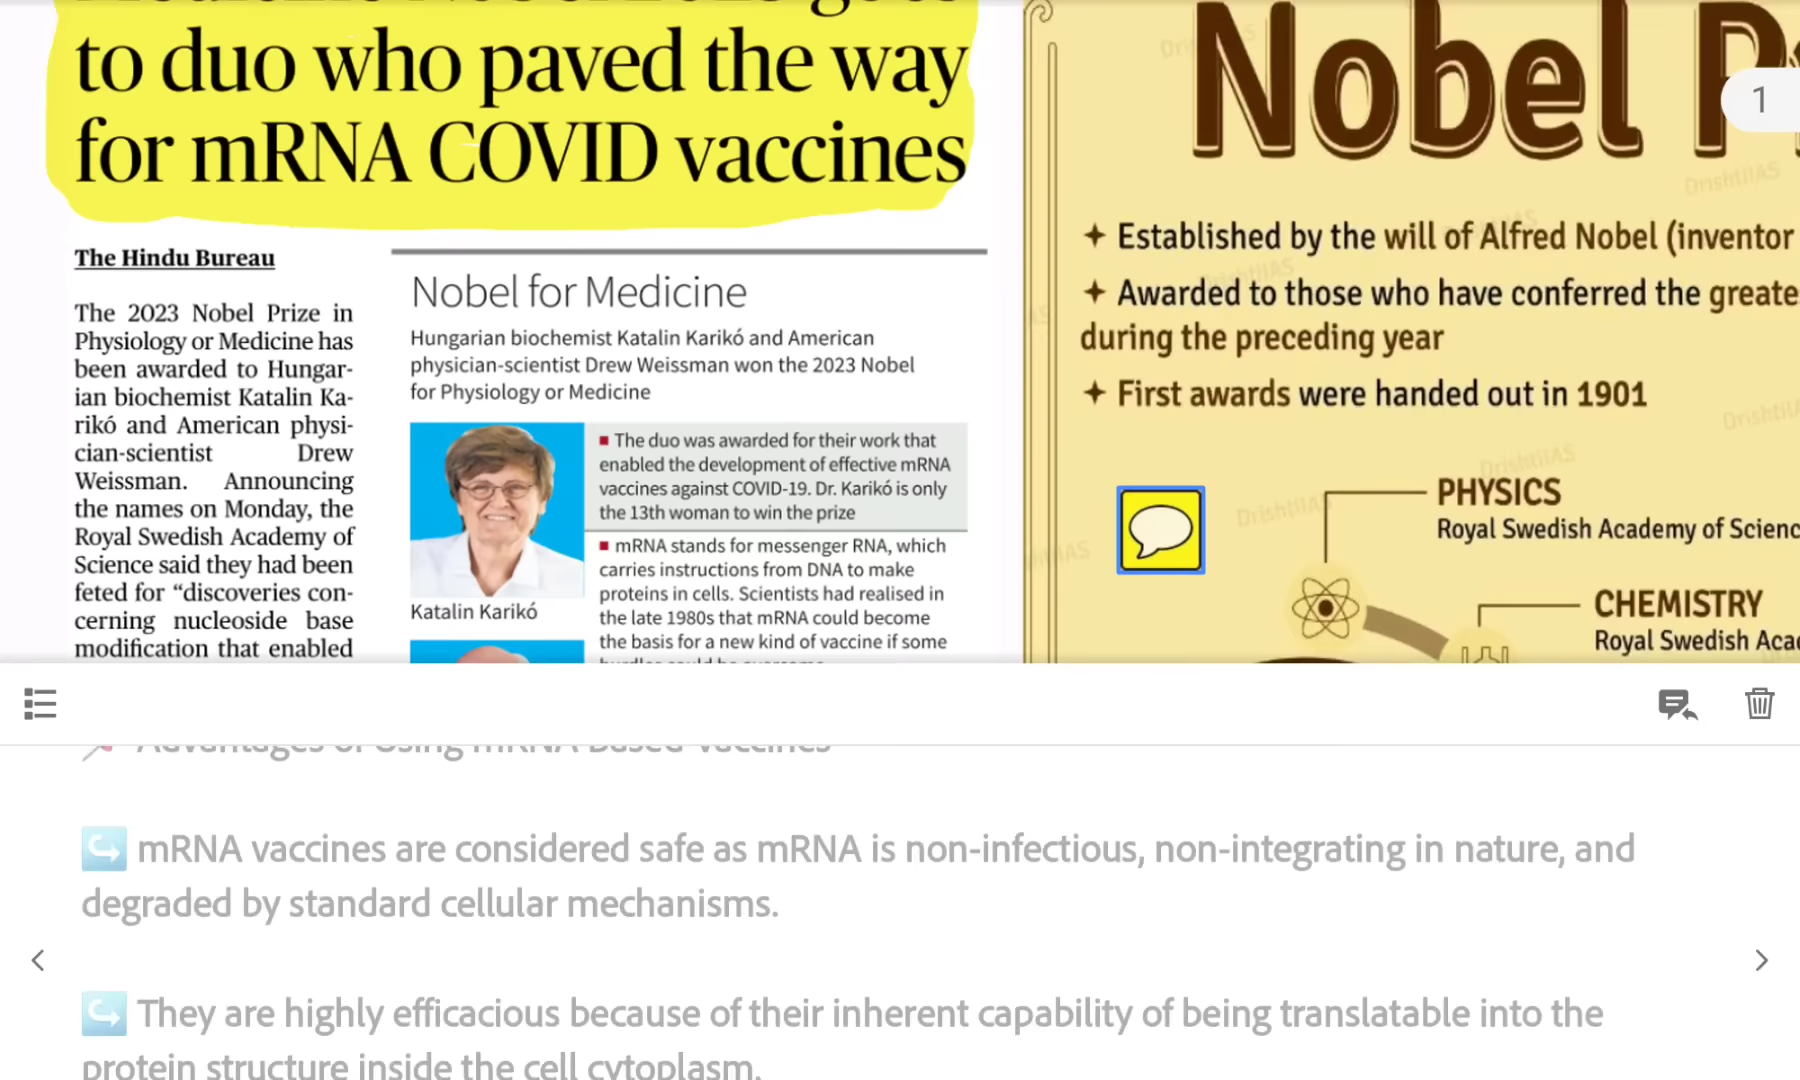 to duo who paved the way
for mRNA COVID vaccines
The Hindu Bureau
The 2023 Nobel Prize in
Physiology or Medicine has
been awarded to Hungar-
ian biochemist Katalin Ka-
rikó and American physi-
cian-scientist Drew
Weissman. Announcing
the names on Monday, the
Royal Swedish Academy of
Science said they had been
feted for “discoveries con-
cerning nucleoside base
modification that enabled
Nobel for Medicine
Hungarian biochemist Katalin Karikó and American
physician-scientist Drew Weissman won the 2023 Nobel
for Physiology or Medicine
The duo was awarded for their work that
enabled the development of effective mRNA
vaccines against COVID-19. Dr. Karikó is only
the 13th woman to win the prize
mRNA stands for messenger RNA, which
carries instructions from DNA to make
proteins in cells. Scientists had realised in
the late 1980s that mRNA could become
the basis for a new kind of vaccine if some
Katalin Karikó
Nobel
1
Established by the will of Alfred Nobel (inventor
Awarded to those who have conferred the greate
during the preceding year
First awards were handed out in 1901
PHYSICS
Royal Swedish Academy of Scienc
CHEMISTRY
Royal Swedish Aca
DrishtiIAS
Advantages of Using mRNA Based Vaccines
mRNA vaccines are considered safe as mRNA is non-infectious, non-integrating in nature, and
degraded by standard cellular mechanisms.
They are highly efficacious because of their inherent capability of being translatable into the
protein structure inside the cell cytoplasm.